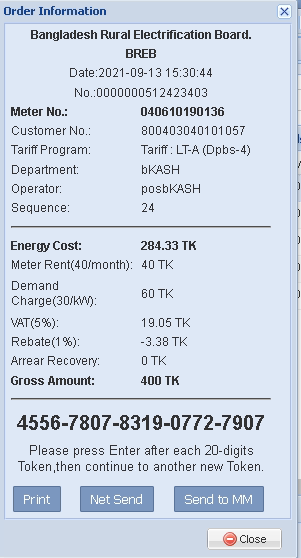 Order Information
Bangladesh Rural Electrification Board.
BREB
Date:2021-09-13 15:30:44
No.:0000000512423403
Meter No.: 040610190136
Customer No.: 800403040101057
Tariff Program: Tariff : LT-A (Dpbs-4)
Department: bKASH
Operator: posbKASH
Sequence: 24
Energy Cost: 284.33 TK
Meter Rent(40/month): 40 TK
Demand
Charge(30/kW): 60 TK
VAT(5%): 19.05 TK
Rebate(1%): -3.38 TK
Arrear Recovery: 0 TK
Gross Amount: 400 TK
4556-7807-8319-0772-7907
Please press Enter after each 20-digits
Token,then continue to another new Token.
Print Net Send Send to MM
Close